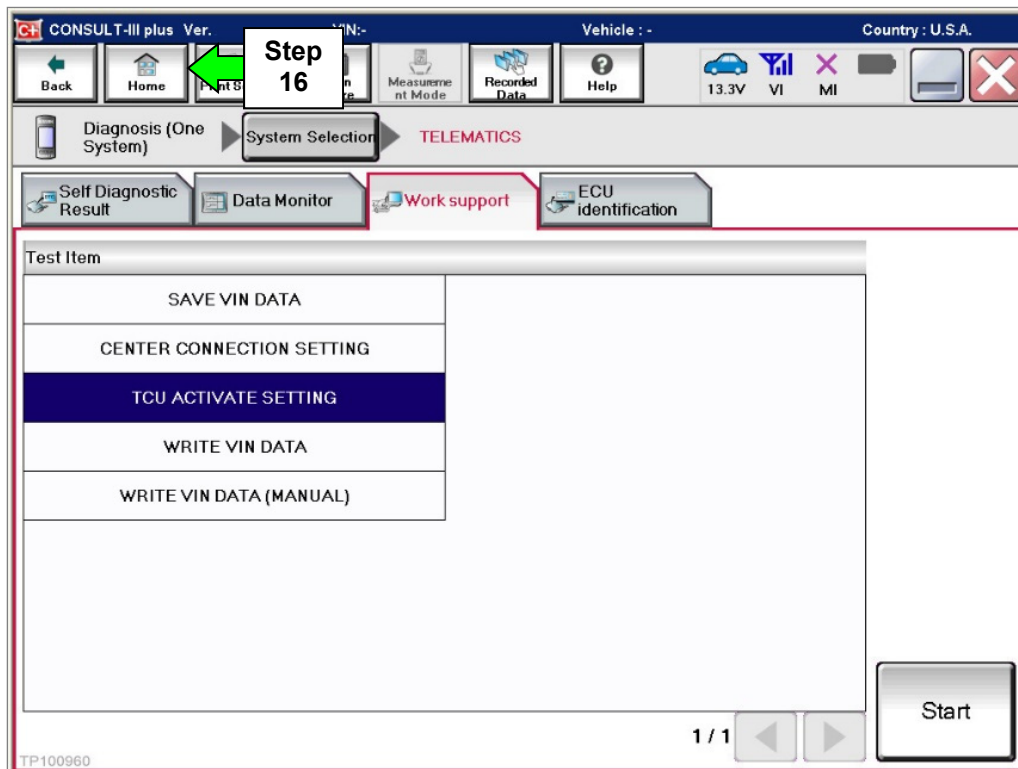 C+ CONSULT-III plus Ver. VIN:- Vehicle : - Country : U.S.A.
Step
16
Back
Home
Measureme
nt Mode
Recorded
Data
Help
13.3V
VI
MI
Diagnosis (One
System)
System Selection
TELEMATICS
Self Diagnostic
Result
Data Monitor
Work support
ECU
identification
Test Item
SAVE VIN DATA
CENTER CONNECTION SETTING
TCU ACTIVATE SETTING
WRITE VIN DATA
WRITE VIN DATA (MANUAL)
Start
1 / 1
TP100960